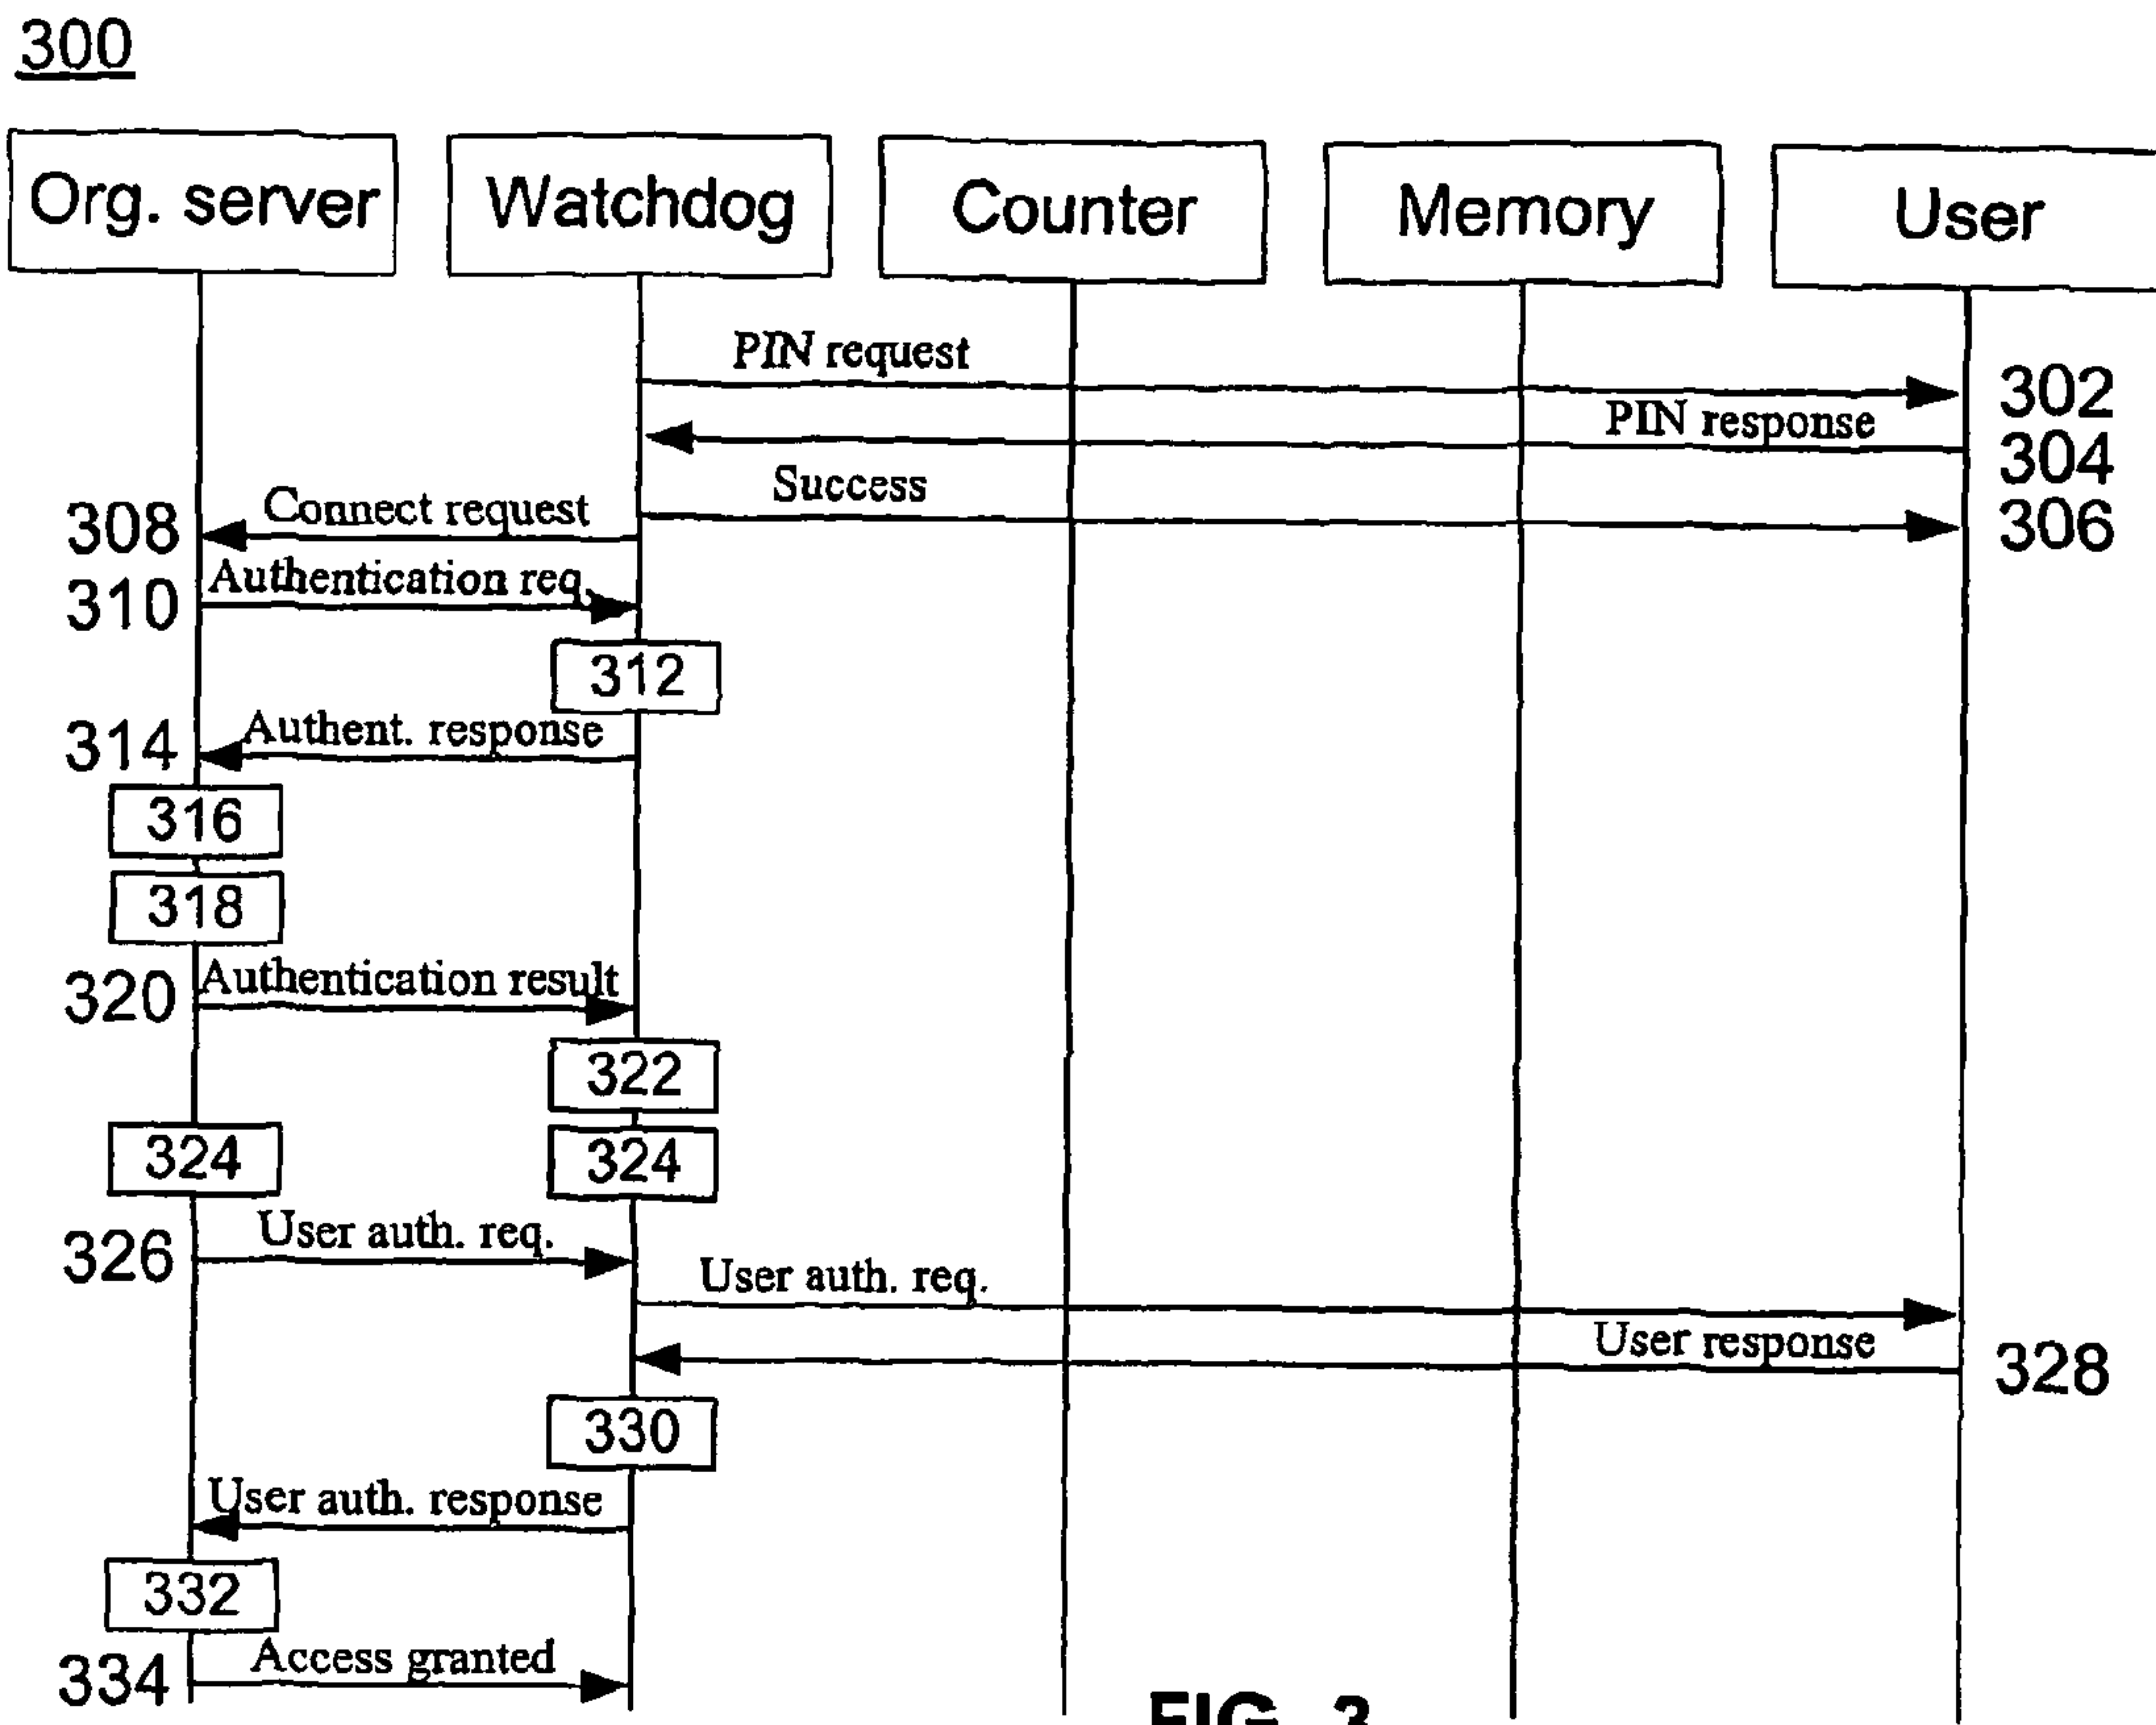 300
Org. server
Watchdog
Counter
Memory
User
PIN request
302
PIN response
304
Success
306
Connect request
308
Authentication req.
310
312
Authent. response
314
316
318
Authentication result
320
322
324
324
User auth. req.
326
User auth. req.
User response
328
330
User auth. response
332
Access granted
334
FIG. 3